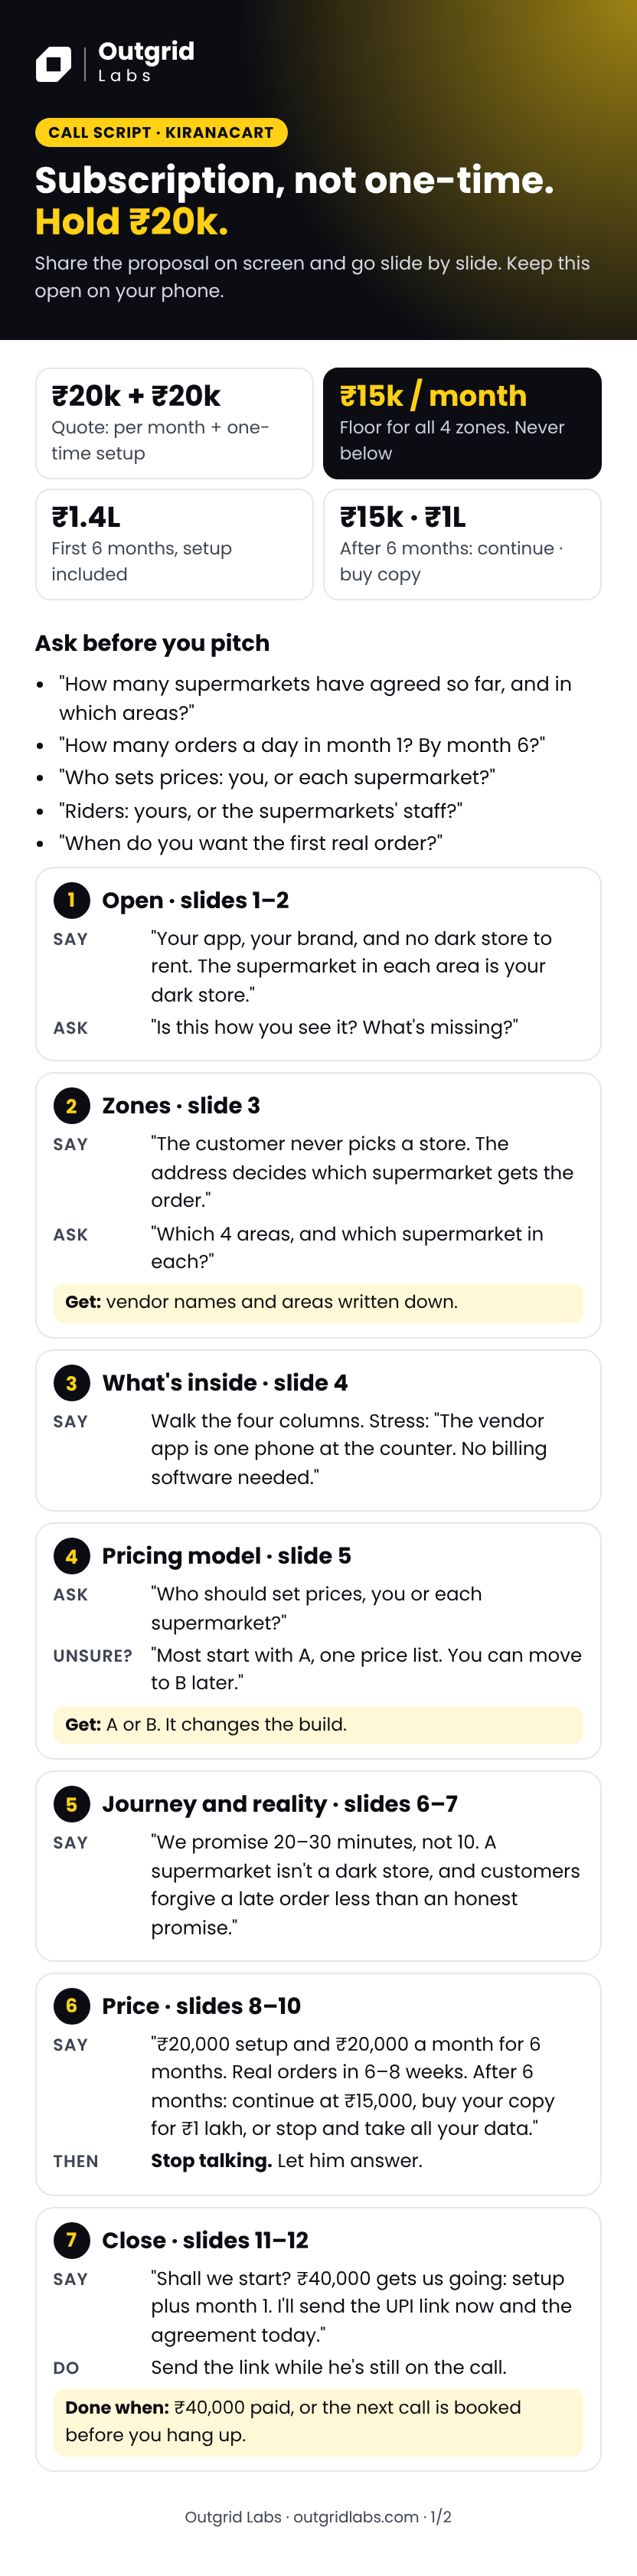 Outgrid
Labs
CALL SCRIPT · KIRANACART
Subscription, not one-time.
Hold ₹20k.
Share the proposal on screen and go slide by slide. Keep this
open on your phone.
₹20k + ₹20k
Quote: per month + one-
time setup
₹15k / month
Floor for all 4 zones. Never
below
₹1.4L
First 6 months, setup
included
₹15k · ₹1L
After 6 months: continue ·
buy copy
Ask before you pitch
• "How many supermarkets have agreed so far, and in
which areas?"
• "How many orders a day in month 1? By month 6?"
• "Who sets prices: you, or each supermarket?"
• "Riders: yours, or the supermarkets' staff?"
• "When do you want the first real order?"
1 Open · slides 1–2
SAY "Your app, your brand, and no dark store to
rent. The supermarket in each area is your
dark store."
ASK "Is this how you see it? What's missing?"
2 Zones · slide 3
SAY "The customer never picks a store. The
address decides which supermarket gets the
order."
ASK "Which 4 areas, and which supermarket in
each?"
Get: vendor names and areas written down.
3 What's inside · slide 4
SAY Walk the four columns. Stress: "The vendor
app is one phone at the counter. No billing
software needed."
4 Pricing model · slide 5
ASK "Who should set prices, you or each
supermarket?"
UNSURE? "Most start with A, one price list. You can move
to B later."
Get: A or B. It changes the build.
5 Journey and reality · slides 6–7
SAY "We promise 20–30 minutes, not 10. A
supermarket isn't a dark store, and customers
forgive a late order less than an honest
promise."
6 Price · slides 8–10
SAY "₹20,000 setup and ₹20,000 a month for 6
months. Real orders in 6–8 weeks. After 6
months: continue at ₹15,000, buy your copy
for ₹1 lakh, or stop and take all your data."
THEN Stop talking. Let him answer.
7 Close · slides 11–12
SAY "Shall we start? ₹40,000 gets us going: setup
plus month 1. I'll send the UPI link now and the
agreement today."
DO Send the link while he's still on the call.
Done when: ₹40,000 paid, or the next call is booked
before you hang up.
Outgrid Labs · outgridlabs.com · 1/2